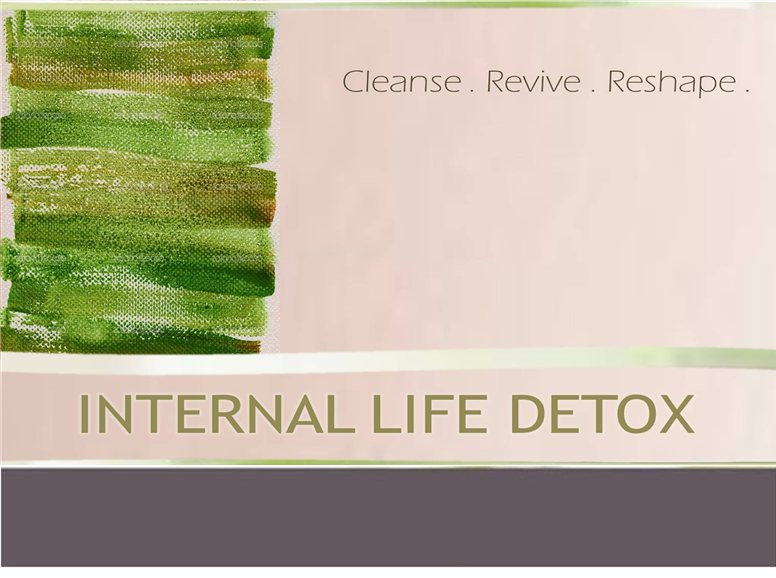 Cleanse . Revive . Reshape .
INTERNAL LIFE DETOX